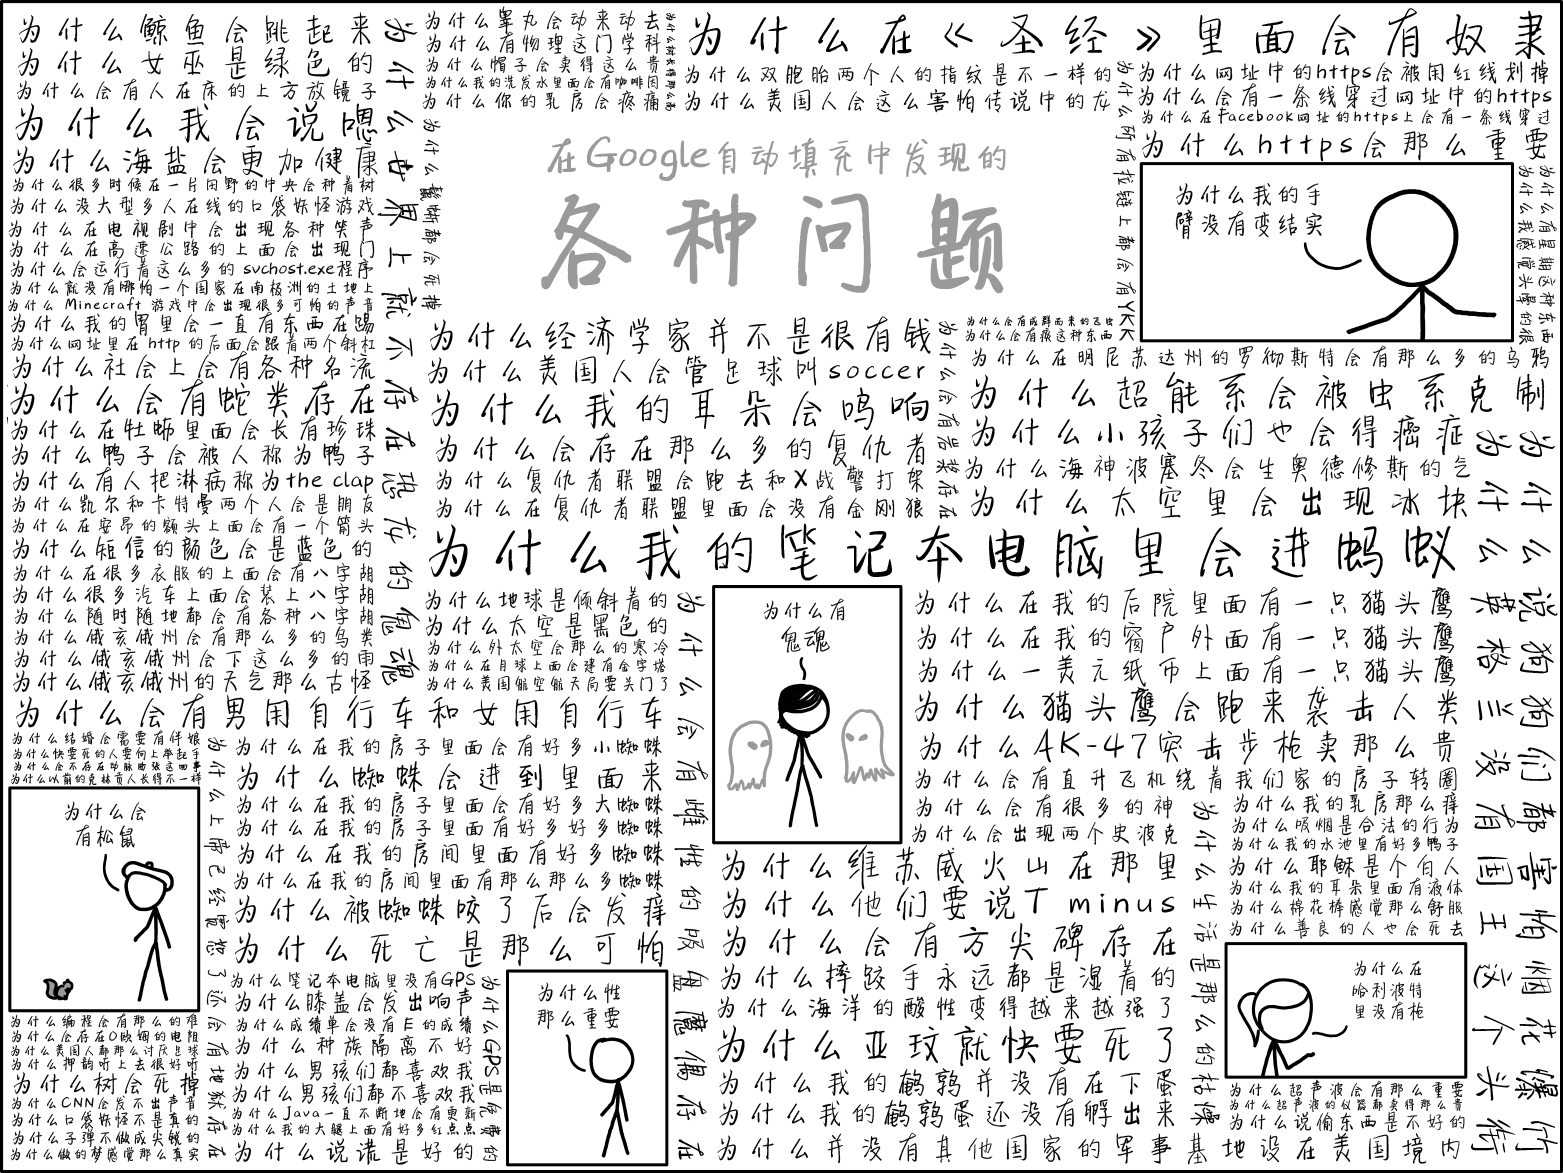 为什么鲸鱼会跳起来
为什么女巫是绿色的
为什么会有人在床的上方放镜子
为什么我会说嗯
为什么海盐会更加健康
为什么很多时候在一片田野的中央会种着树
为什么没大型多人在线的口袋妖怪游戏
为什么在电视剧中会出现各种笑声
为什么在高速公路的上面会出现门
为什么会运行着这么多的svchost.exe程序
为什么就没有哪怕一个国家在南极洲的土地上
为什么 Minecraft 游戏中会出现很多可怕的声音
为什么我的胃里会一直有东西在踢
为什么网址里在 http 的后面会跟着两个斜杠
为什么社会上会有各种名流
为什么会有蛇类存在
为什么在牡蛎里面会长有珍珠
为什么鸭子会被人称为鸭子
为什么有人把淋病称为the clap
为什么凯尔和卡特曼两个人会是朋友
为什么在安昂的额头上面会有一个箭头
为什么短信的颜色会是蓝色的
为什么在很多衣服的上面会有八字胡
为什么很多汽车上面会装上八字胡
为什么随时随地都会有各种八字胡
为什么俄亥俄州会有那么多的鸟类
为什么俄亥俄州会下这么多的雨
为什么俄亥俄州的天气那么古怪
为什么会有男用自行车和女用自行车
为什么世界上就不存在恐龙的鬼魂
为什么睾丸会动来动去
为什么有物理这门学科
为什么帽子会卖得这么贵
为什么我的洗发水里面会有咖啡因
为什么你的乳房会疼痛
为什么树长得那么高
为什么鬣蜥都会死掉
为什么在《圣经》里面会有奴隶
为什么双胞胎两个人的指纹是不一样的
为什么美国人会这么害怕传说中的龙
为什么所有拉链上都会有YKK
为什么网址中的https会被用红线划掉
为什么会有一条线穿过网址中的https
为什么在Facebook网址的https上会有一条线穿过
为什么https会那么重要
在Google自动填充中发现的
各种问题
为什么我的手
臂没有变结实
为什么有星期这种东西
为什么我感觉头晕的很
为什么经济学家并不是很有钱
为什么美国人会管足球叫soccer
为什么我的耳朵会鸣响
为什么会存在那么多的复仇者
为什么复仇者联盟会跑去和X战警打架
为什么在复仇者联盟里面会没有金刚狼
为什么会有岩浆存在
为什么会有成群而来的飞虫
为什么会有痰这种东西
为什么在明尼苏达州的罗彻斯特会有那么多的乌鸦
为什么超能系会被虫系克制
为什么小孩子们也会得癌症
为什么海神波塞冬会生奥德修斯的气
为什么太空里会出现冰块
为什么我的笔记本电脑里会进蚂蚁
为什么说狗狗们都害怕烟花爆竹
为什么英格兰没有国王这个头衔
为什么地球是倾斜着的
为什么太空是黑色的
为什么外太空会那么的寒冷
为什么在月球上面会建有金字塔
为什么美国航空航天局要关门了
为什么会有雌性的吸血鬼魔偶存在
为什么有
鬼魂
为什么在我的后院里面有一只猫头鹰
为什么在我的窗户外面有一只猫头鹰
为什么一美元纸币上面有一只猫头鹰
为什么猫头鹰会跑来袭击人类
为什么AK-47突击步枪卖那么贵
为什么会有直升飞机绕着我们家的房子转圈
为什么会有很多的神
为什么会出现两个史波克
为什么维苏威火山在那里
为什么他们要说T minus
为什么会有方尖碑存在
为什么摔跤手永远都是湿着的
为什么海洋的酸性变得越来越强了
为什么亚玟就快要死了
为什么我的鹌鹑并没有在下蛋
为什么我的鹌鹑蛋还没有孵出来
为什么并没有其他国家的军事基地设在美国境内
为什么生活是那么的枯燥
为什么我的乳房那么痒
为什么吸烟是合法的行为
为什么我的水池里有好多鸭子
为什么耶稣是个白人
为什么我的耳朵里面有液体
为什么棉花棒感觉那么舒服
为什么善良的人也会死去
为什么在
哈利波特
里没有枪
为什么超声波会有那么重要
为什么超声波的仪器都卖得那么贵
为什么说偷东西是不好的
为什么结婚会需要有伴娘
为什么快要死的人要向上举起手
为什么会不存在动脉曲张这回事
为什么以前的克林贡人长得不一样
为什么会
有松鼠
为什么编程会有那么的难
为什么会存在0欧姆的电阻
为什么美国人都那么讨厌足球
为什么押韵听上去很好听
为什么树会死掉
为什么CNN会发不出声音
为什么口袋妖怪不是真的
为什么子弹不做成尖锐的
为什么做的梦感觉那么真实
为什么上帝已经宽恕了还会有地狱存在
为什么在我的房子里面会有好多小蜘蛛
为什么蜘蛛会进到里面来
为什么在我的房子里面会有好多大蜘蛛
为什么在我的房子里面有好多好多蜘蛛
为什么在我的房间里面有好多蜘蛛
为什么在我的房间里面有那么那么多蜘蛛
为什么被蜘蛛咬了后会发痒
为什么死亡是那么可怕
为什么笔记本电脑里没有GPS
为什么膝盖会发出响声
为什么成绩单会没有E的成绩
为什么种族隔离不好
为什么男孩们都喜欢我
为什么男孩们都不喜欢我
为什么Java一直不断地会有更新
为什么我的大腿上面有好多红点点
为什么说谎是好的
为什么GPS是免费的
为什么性
那么重要